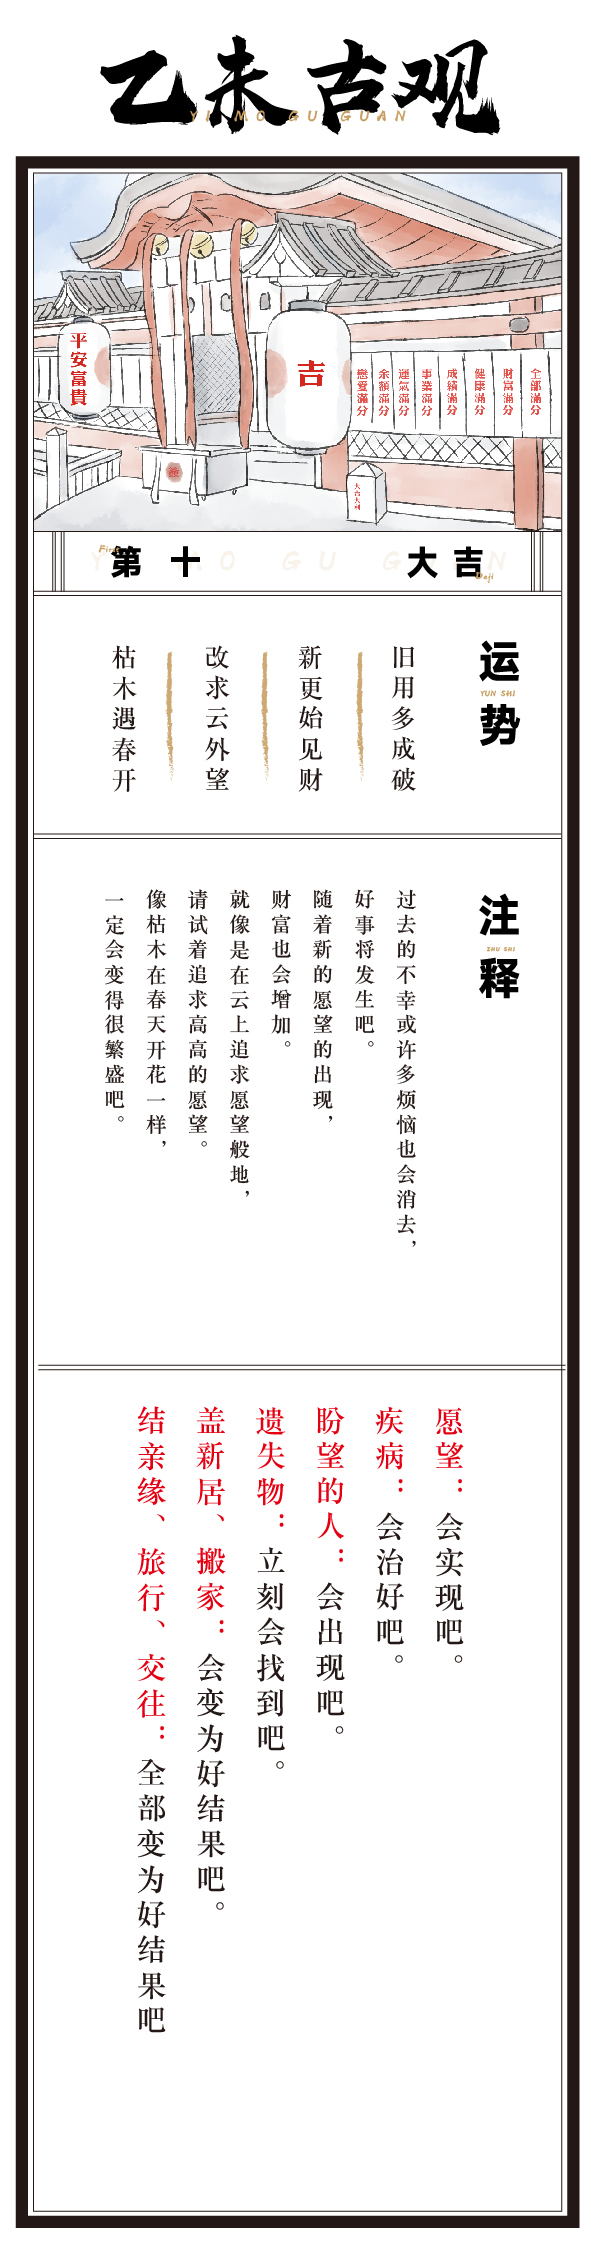 乙未古观
YI MO GU GUAN
平安富貴
吉
全部滿分
財富滿分
健康滿分
成績滿分
事業滿分
運氣滿分
余額滿分
戀愛滿分
大吉大利
第十
大吉
Daji
YI MO GU GUAN
运势
YUN SHI
旧用多成破
新更始见财
改求云外望
枯木遇春开
注释
ZHU SHI
过去的不幸或许多烦恼也会消去，
好事将发生吧。
随着新的愿望的出现，
财富也会增加。
就像是在云上追求愿望般地，
请试着追求高高的愿望。
像枯木在春天开花一样，
一定会变得很繁盛吧。
愿望：会实现吧。
疾病：会治好吧。
盼望的人：会出现吧。
遗失物：立刻会找到吧。
盖新居、搬家：会变为好结果吧。
结亲缘、旅行、交往：全部变为好结果吧